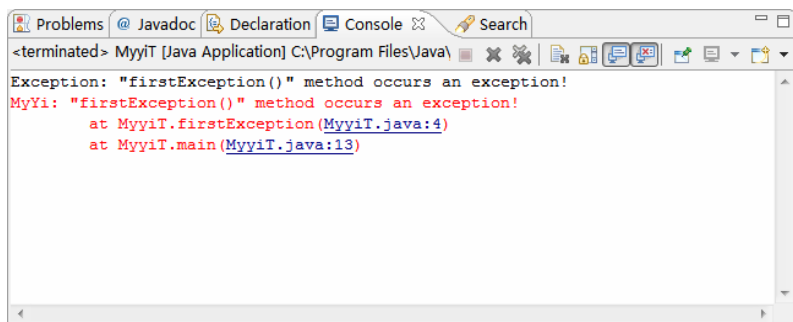 Problems @ Javadoc Declaration Console Search
<terminated> MyyiT [Java Application] C:\Program Files\Java\
Exception: "firstException()" method occurs an exception!
MyYi: "firstException()" method occurs an exception!
at MyyiT.firstException(MyyiT.java:4)
at MyyiT.main(MyyiT.java:13)